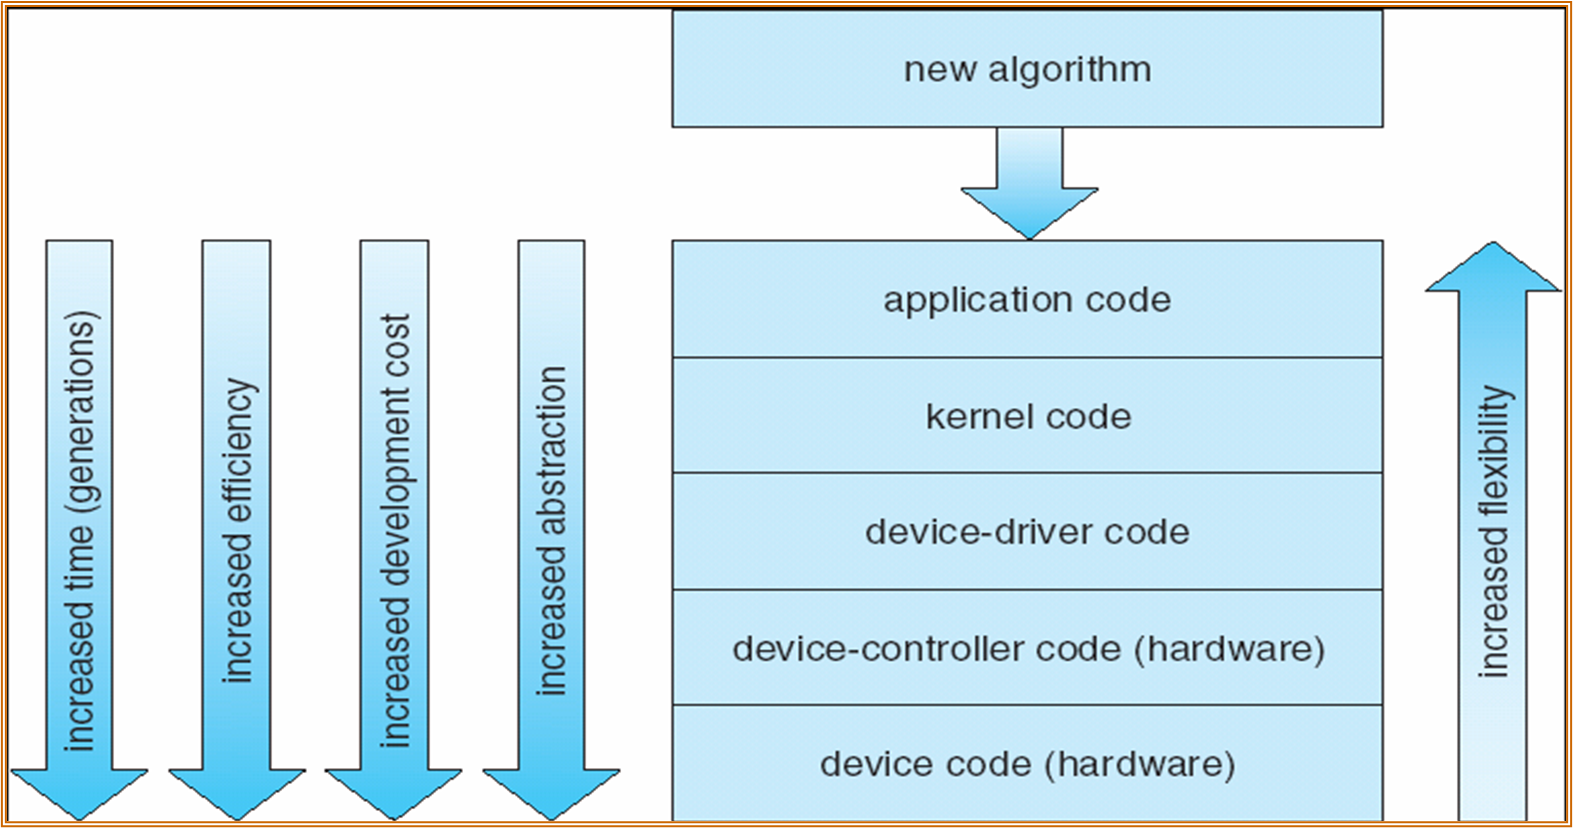 new algorithm
increased time (generations)
increased efficiency
increased development cost
increased abstraction
application code
kernel code
device-driver code
device-controller code (hardware)
device code (hardware)
increased flexibility